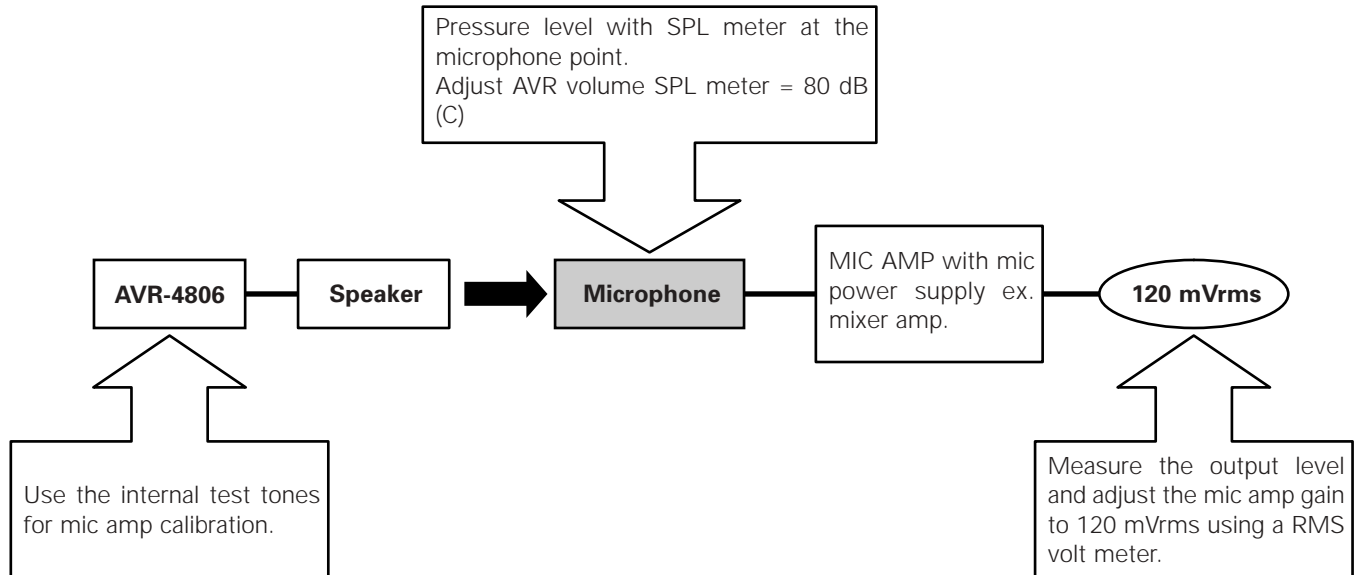 Pressure level with SPL meter at the
microphone point.
Adjust AVR volume SPL meter = 80 dB
(C)
AVR-4806
Speaker
Microphone
MIC AMP with mic
power supply ex.
mixer amp.
120 mVrms
Use the internal test tones
for mic amp calibration.
Measure the output level
and adjust the mic amp gain
to 120 mVrms using a RMS
volt meter.